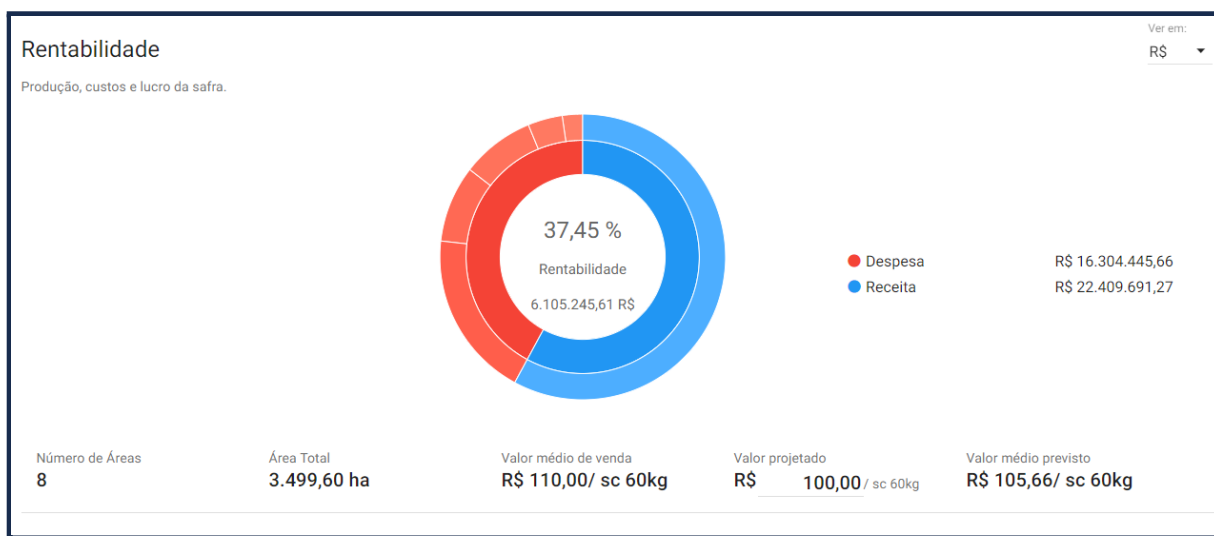 Ver em:
Rentabilidade
R$
Produção, custos e lucro da safra.
37,45 %
Rentabilidade
6.105.245,61 R$
Despesa R$ 16.304.445,66
Receita R$ 22.409.691,27
Número de Áreas Área Total Valor médio de venda Valor projetado Valor médio previsto
8 3.499,60 ha R$ 110,00/ sc 60kg R$ 100,00 / sc 60kg R$ 105,66/ sc 60kg